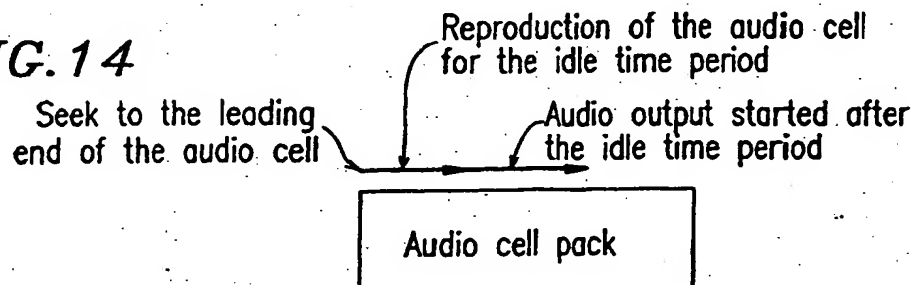 G.14
Reproduction of the audio cell
for the idle time period
Seek to the leading
end of the audio cell
Audio output started after
the idle time period
Audio cell pack